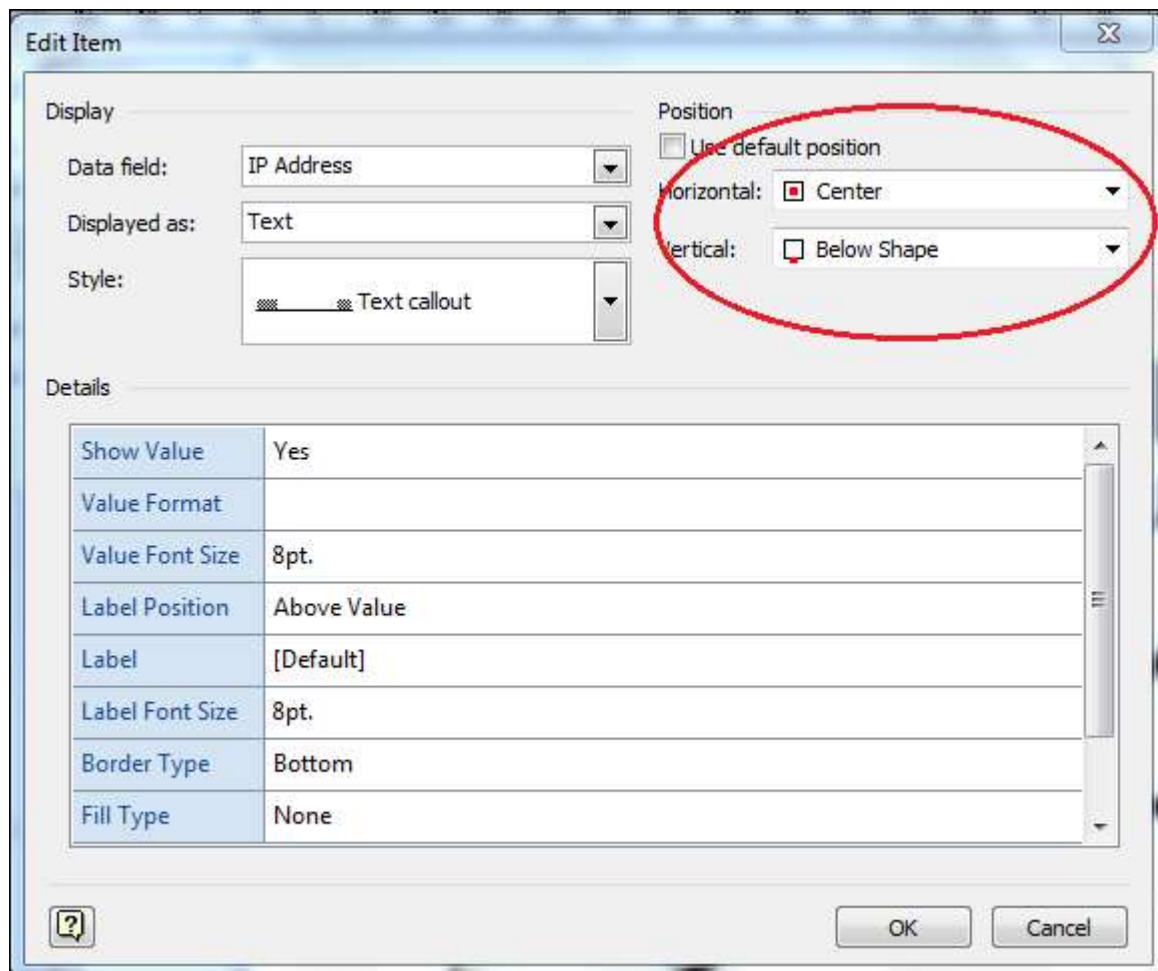 Edit Item
Display
Data field: IP Address
Displayed as: Text
Style: Text callout
Position
Use default position
Horizontal: Center
Vertical: Below Shape
Details
Show Value Yes
Value Format
Value Font Size 8pt.
Label Position Above Value
Label [Default]
Label Font Size 8pt.
Border Type Bottom
Fill Type None
OK Cancel